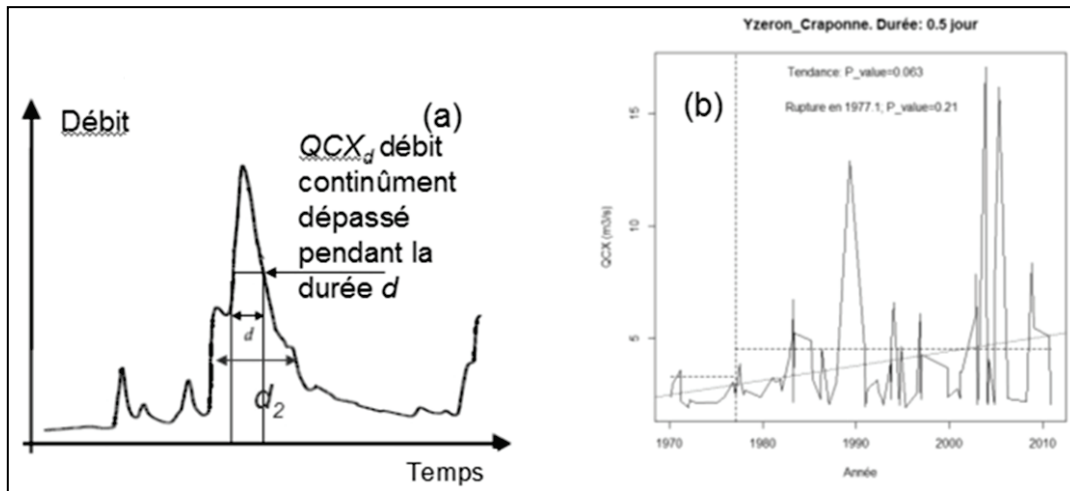 Débit
(a)
QCXd débit
continûment
dépassé
pendant la
durée d
d
d2
Temps
Yzeron_Craponne. Durée: 0.5 jour
Tendance: P_value=0.063
Rupture en 1977.1; P_value=0.21
(b)
QCX (m3/s)
15
10
5
1970
1980
1990
2000
2010
Année